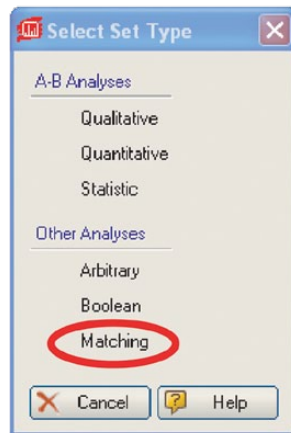 Select Set Type
A-B Analyses
Qualitative
Quantitative
Statistic
Other Analyses
Arbitrary
Boolean
Matching
Cancel
Help